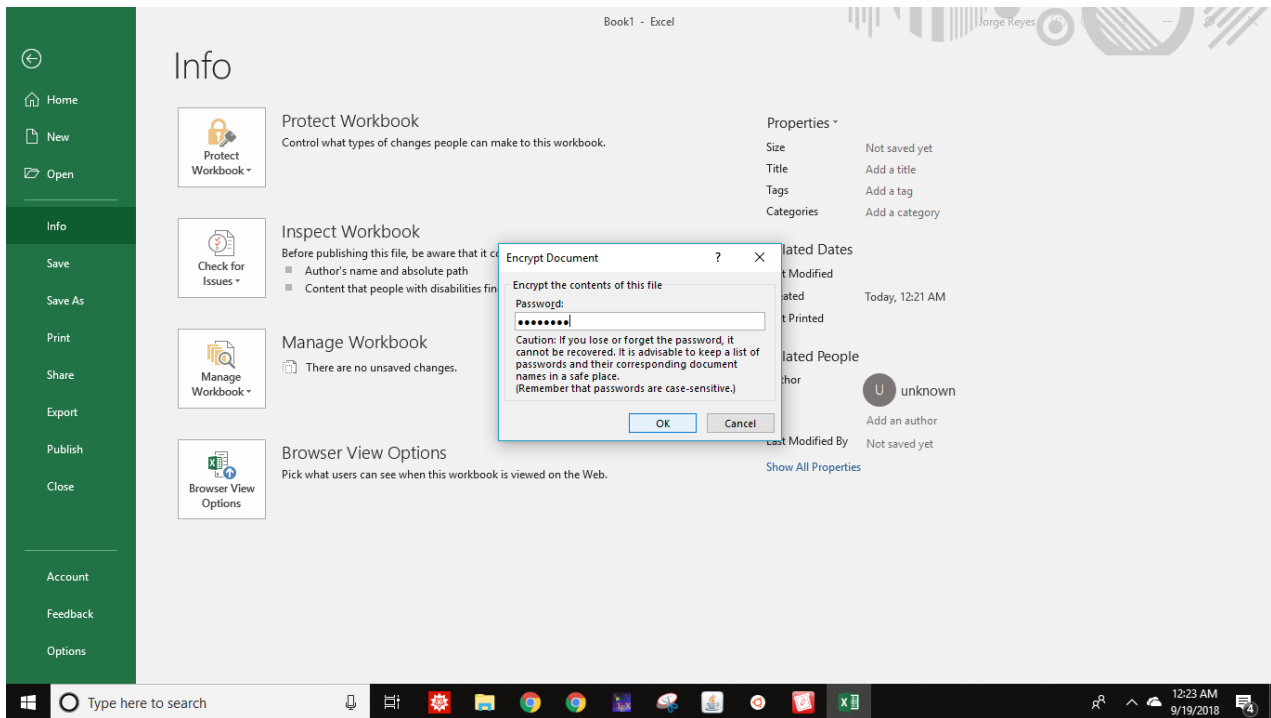 Book1 - Excel
Jorge Reyes
Info
Home
New
Open
Info
Save
Save As
Print
Share
Export
Publish
Close
Account
Feedback
Options
Protect
Workbook
Protect Workbook
Control what types of changes people can make to this workbook.
Check for
Issues
Inspect Workbook
Before publishing this file, be aware that it co
Author's name and absolute path
Content that people with disabilities fin
Manage
Workbook
Manage Workbook
There are no unsaved changes.
Browser View
Options
Browser View Options
Pick what users can see when this workbook is viewed on the Web.
Encrypt Document ?
Encrypt the contents of this file
Password:
Caution: If you lose or forget the password, it
cannot be recovered. It is advisable to keep a list of
passwords and their corresponding document
names in a safe place.
(Remember that passwords are case-sensitive.)
OK Cancel
Properties
Size Not saved yet
Title Add a title
Tags Add a tag
Categories Add a category
lated Dates
t Modified
ated Today, 12:21 AM
t Printed
lated People
hor U unknown
Add an author
Last Modified By Not saved yet
Show All Properties
Type here to search
12:23 AM
9/19/2018
4